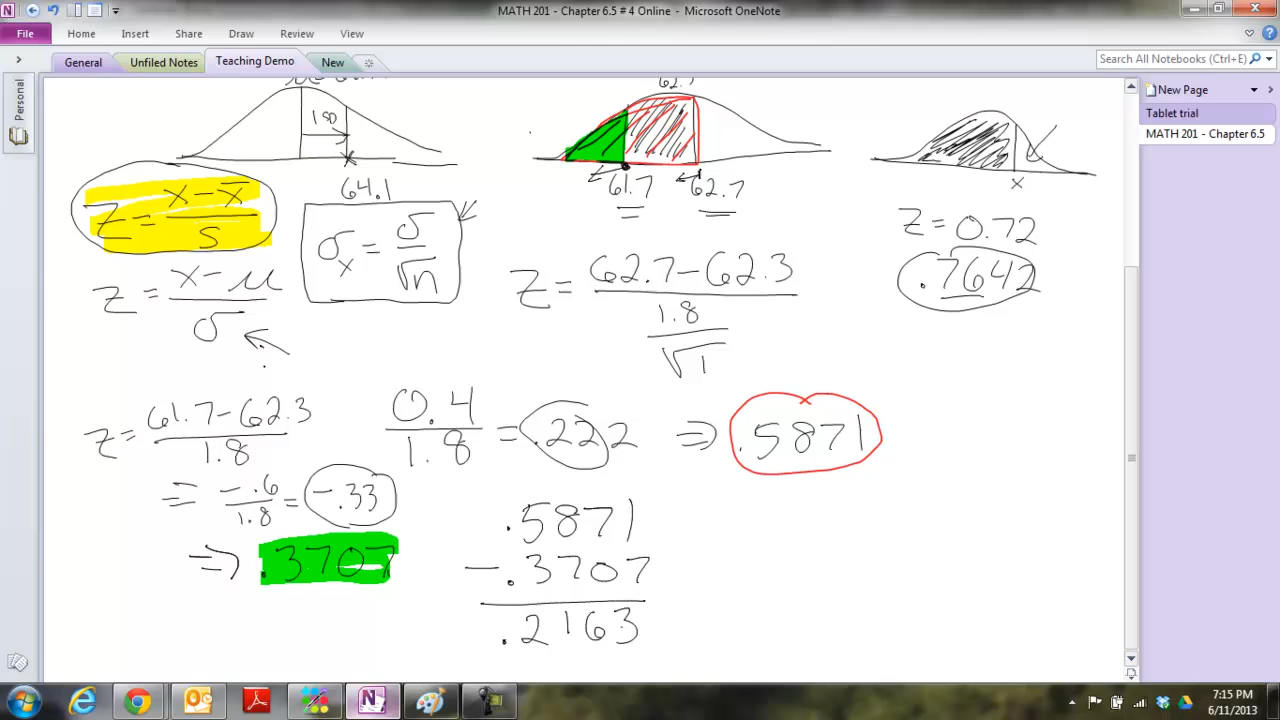 MATH 201 - Chapter 6.5 # 4 Online - Microsoft OneNote
File Home Insert Share Draw Review View
General Unfiled Notes Teaching Demo New
Search All Notebooks (Ctrl+E)
Personal
New Page
Tablet trial
MATH 201 - Chapter 6.5
1 SD
64.1
62.7
61.7 62.7
x
Z = 0.72
.7642
Z = x - x̄
s
σx = σ
√n
z = x - μ
σ
Z = 62.7 - 62.3
1.8
√1
z = 61.7 - 62.3
1.8
= -.6 = -.33
1.8
⇒ .3707
0.4 = .222 ⇒ .5871
1.8
.5871
- .3707
.2163
7:15 PM
6/11/2013